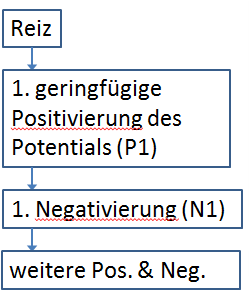 Reiz
1. geringfügige
Positivierung des
Potentials (P1)
1. Negativierung (N1)
weitere Pos. & Neg.